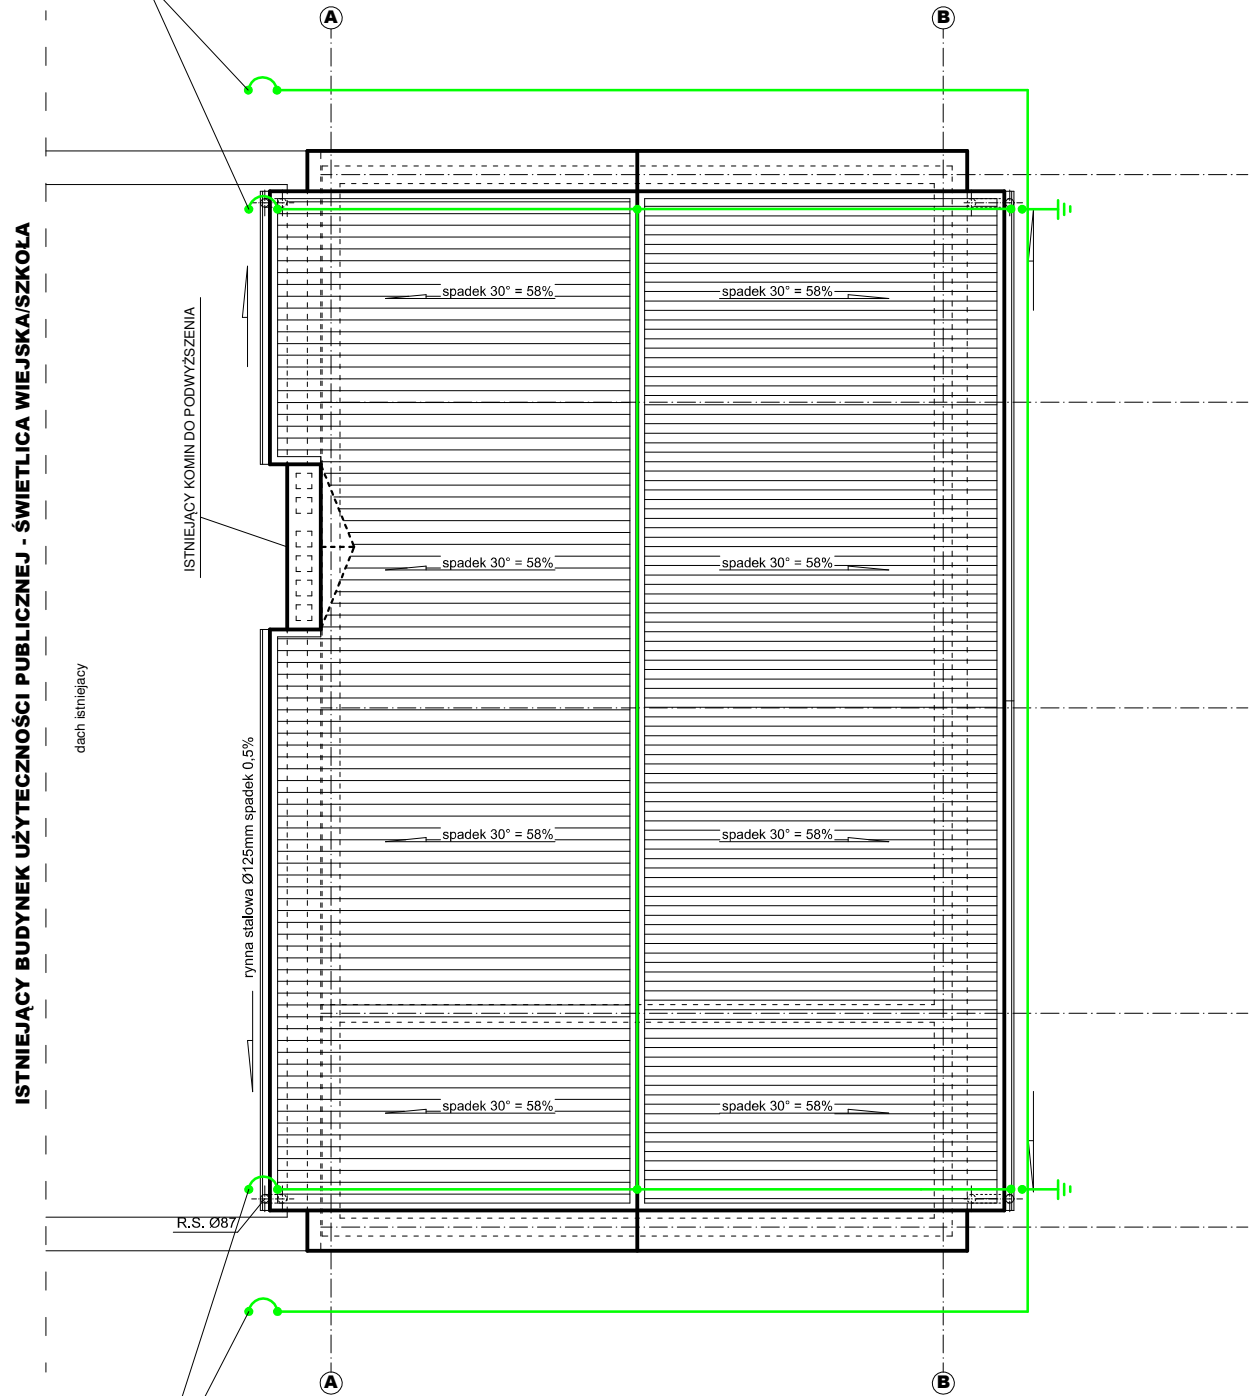 A
B
ISTNIEJĄCY BUDYNEK UŻYTECZNOŚCI PUBLICZNEJ - ŚWIETLICA WIEJSKA/SZKOŁA
dach istniejacy
ISTNIEJĄCY KOMIN DO PODWYŻSZENIA
rynna stalowa Ø125mm spadek 0,5%
spadek 30° = 58%
spadek 30° = 58%
spadek 30° = 58%
spadek 30° = 58%
spadek 30° = 58%
spadek 30° = 58%
spadek 30° = 58%
spadek 30° = 58%
R.S. Ø87
A
B